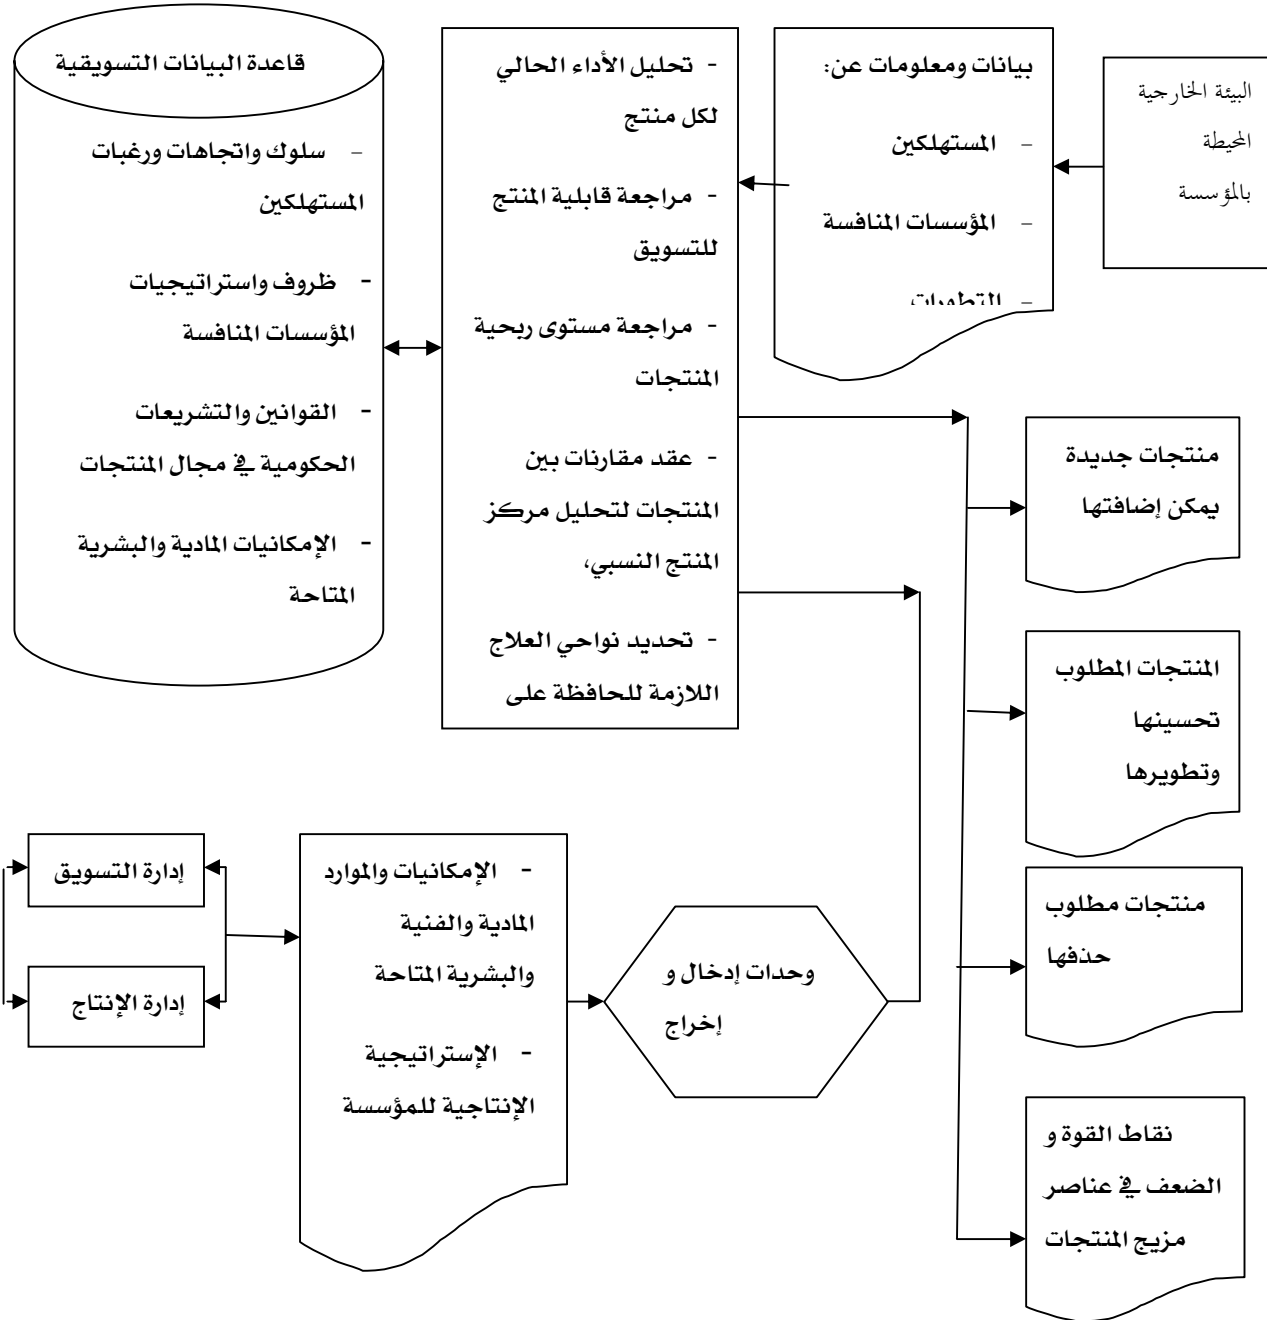 البيئة الخارجية
المحيطة
بالمؤسسة
بيانات ومعلومات عن:
- المستهلكين
- المؤسسات المنافسة
- التطورات
- تحليل الأداء الحالي
لكل منتج
- مراجعة قابلية المنتج
للتسويق
- مراجعة مستوى ربحية
المنتجات
- عقد مقارنات بين
المنتجات لتحليل مركز
المنتج النسبي،
- تحديد نواحي العلاج
اللازمة للحافظة على
قاعدة البيانات التسويقية
- سلوك واتجاهات ورغبات
المستهلكين
- ظروف واستراتيجيات
المؤسسات المنافسة
- القوانين والتشريعات
الحكومية في مجال المنتجات
- الإمكانيات المادية والبشرية
المتاحة
منتجات جديدة
يمكن إضافتها
المنتجات المطلوب
تحسينها
وتطويرها
منتجات مطلوب
حذفها
نقاط القوة و
الضعف في عناصر
مزيج المنتجات
وحدات إدخال و
إخراج
- الإمكانيات والموارد
المادية والفنية
والبشرية المتاحة
- الإستراتيجية
الإنتاجية للمؤسسة
إدارة التسويق
إدارة الإنتاج